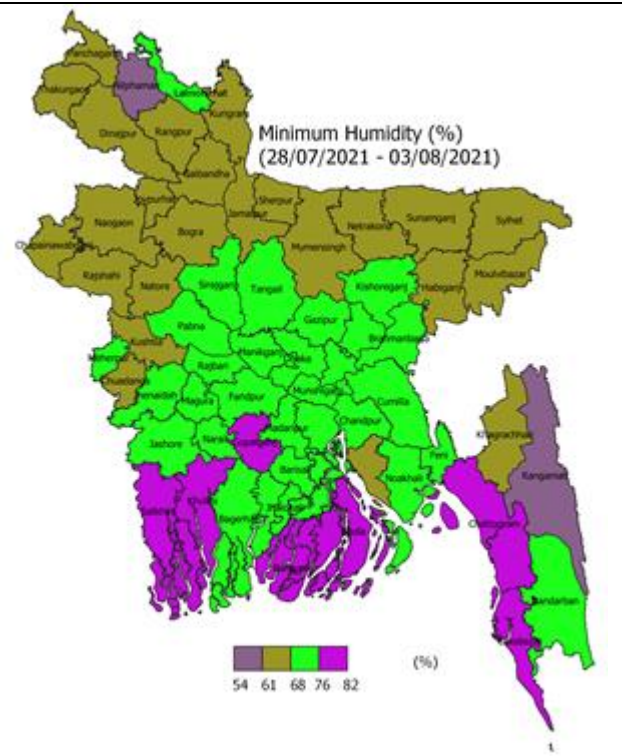 Panchagarh
Nilphamari
Lalmonirhat
Thakurgaon
Kurigram
Dinajpur
Rangpur
Minimum Humidity (%)
(28/07/2021 - 03/08/2021)
Gaibandha
Joypurhat
Sherpur
Naogaon
Jamalpur
Sunamganj
Sylhet
Bogra
Netrakona
Mymensingh
Chapainawabganj
Rajshahi
Natore
Sirajganj
Tangail
Kishoreganj
Habiganj
Moulvibazar
Pabna
Gazipur
Kushtia
Brahmanbaria
Meherpur
Manikganj
Dhaka
Rajbari
Chuadanga
Jhenaidah
Magura
Faridpur
Munshiganj
Cumilla
Khagrachhari
Chandpur
Jashore
Narail
Gopalganj
Madaripur
Feni
Rangamati
Barisal
Noakhali
Satkhira
Khulna
Bagerhat
Bhola
Chattogram
Bandarban
(%)
54 61 68 76 82